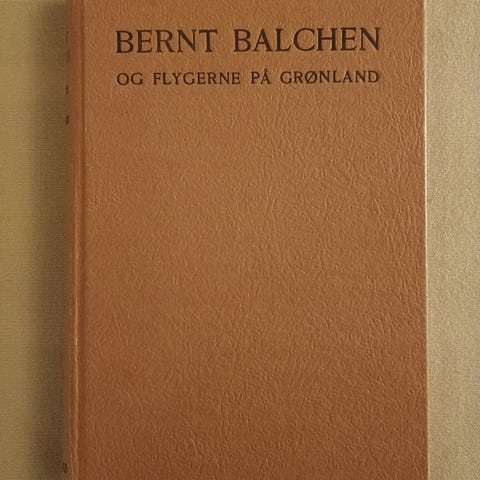 BERNT BALCHEN
OG FLYGERNE PÅ GRØNLAND